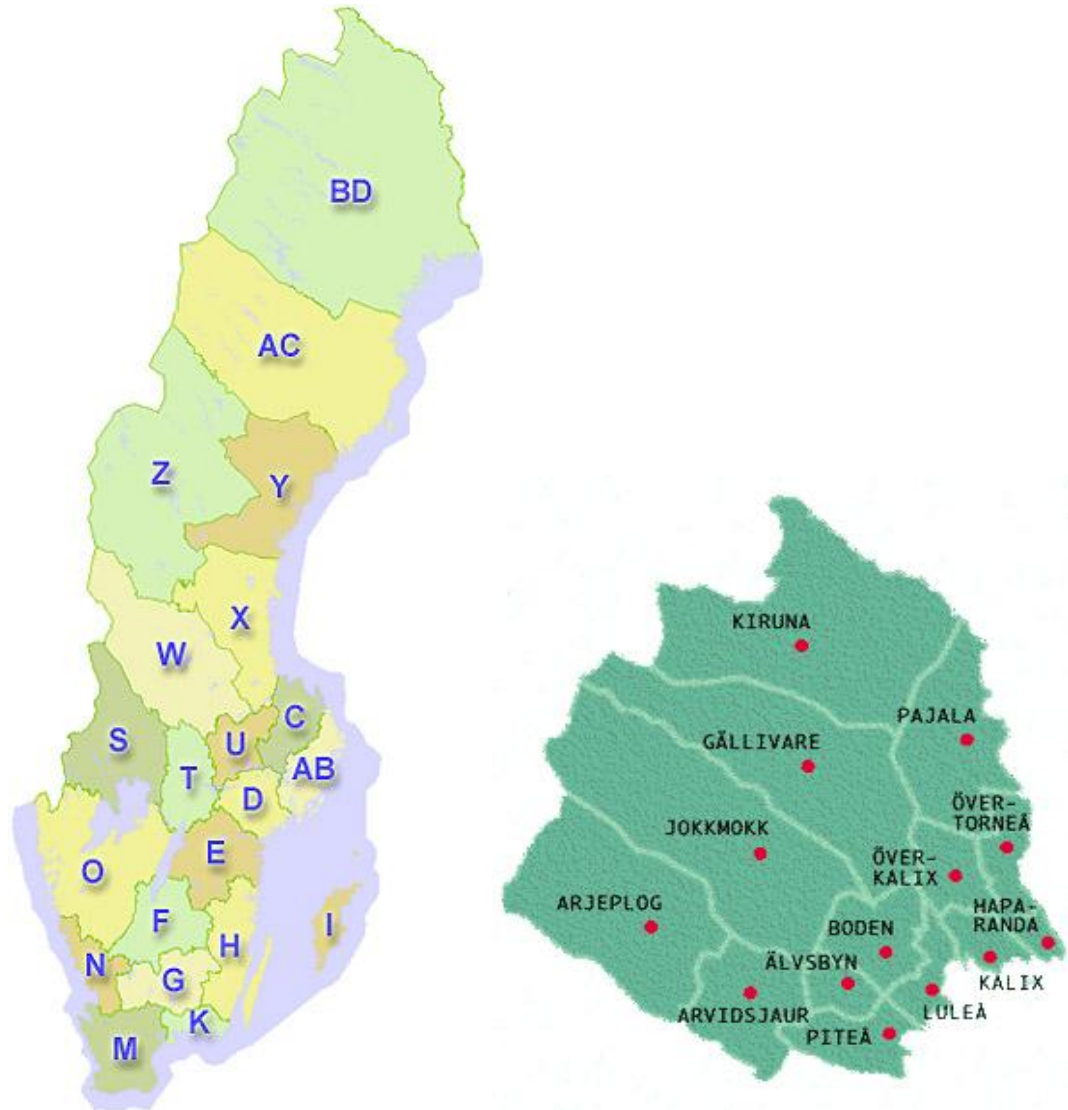 BD
AC
Z
Y
X
W
S
C
U
T
AB
D
E
O
F
I
H
N
G
K
M
KIRUNA
PAJALA
GÄLLIVARE
ÖVER-
TORNEÅ
JOKKMOKK
ÖVER-
KALIX
ARJEPLOG
HAPA-
RANDA
BODEN
ÄLVSBYN
KALIX
ARVIDSJAUR
LULEÅ
PITEÅ